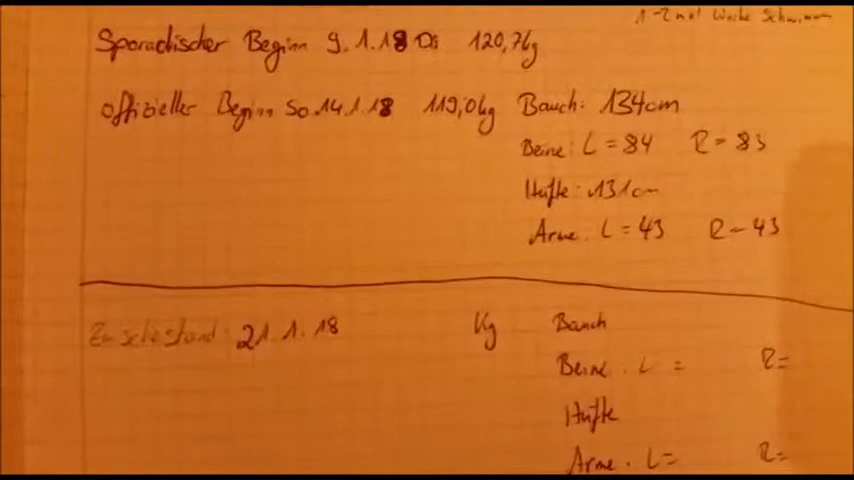 1-2 mal Woche Schwimmen
Sporadischer Beginn 9.1.18 Di 120,7kg
offizieller Beginn So.14.1.18 119,0kg Bauch: 134cm
Beine: L = 84 R = 83
Hüfte: 131cm
Arme: L = 43 R = 43
Zwischenstand: 21.1.18 Kg Bauch
Beine: L = R=
Hüfte
Arme: L= R=